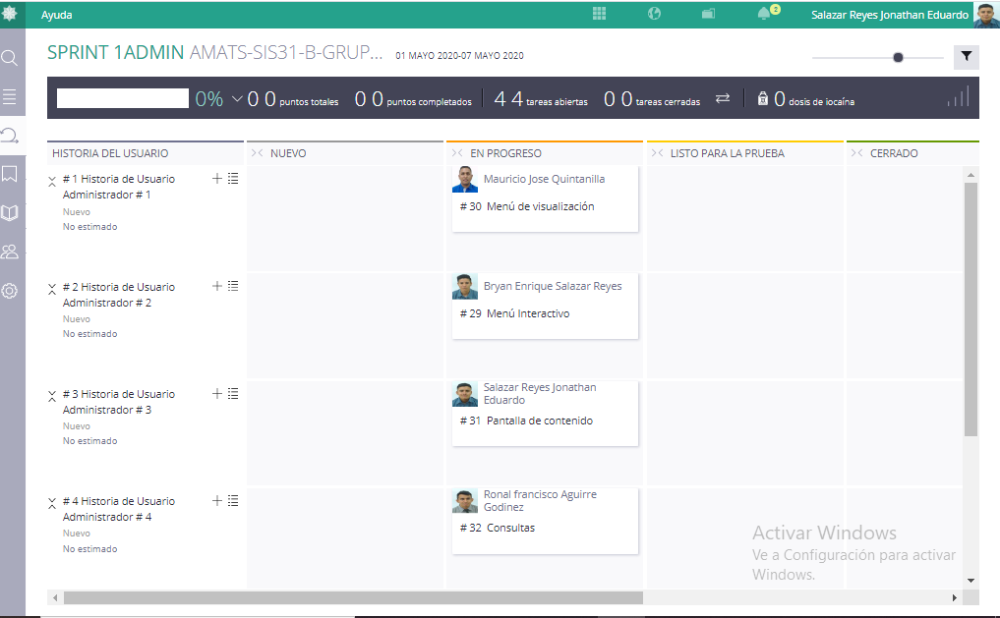 Ayuda
2
Salazar Reyes Jonathan Eduardo
SPRINT 1ADMIN AMATS-SIS31-B-GRUP... 01 MAYO 2020-07 MAYO 2020
0% 0 0 puntos totales 0 0 puntos completados 4 4 tareas abiertas 0 0 tareas cerradas 0 dosis de iocaína
HISTORIA DEL USUARIO NUEVO EN PROGRESO LISTO PARA LA PRUEBA CERRADO
# 1 Historia de Usuario
Administrador # 1
Nuevo
No estimado
Mauricio Jose Quintanilla
# 30 Menú de visualización
# 2 Historia de Usuario
Administrador # 2
Nuevo
No estimado
Bryan Enrique Salazar Reyes
# 29 Menú Interactivo
# 3 Historia de Usuario
Administrador # 3
Nuevo
No estimado
Salazar Reyes Jonathan
Eduardo
# 31 Pantalla de contenido
# 4 Historia de Usuario
Administrador # 4
Nuevo
No estimado
Ronal francisco Aguirre
Godinez
# 32 Consultas
Activar Windows
Ve a Configuración para activar
Windows.